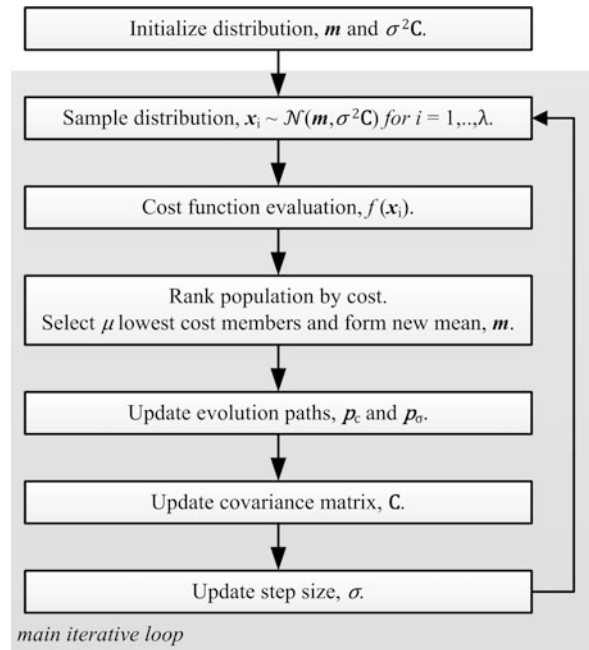 Initialize distribution, m and σ²C.
Sample distribution, xᵢ ~ 𝒩(m,σ²C) for i = 1,..,λ.
Cost function evaluation, f(xᵢ).
Rank population by cost.
Select μ lowest cost members and form new mean, m.
Update evolution paths, p_c and p_σ.
Update covariance matrix, C.
Update step size, σ.
main iterative loop